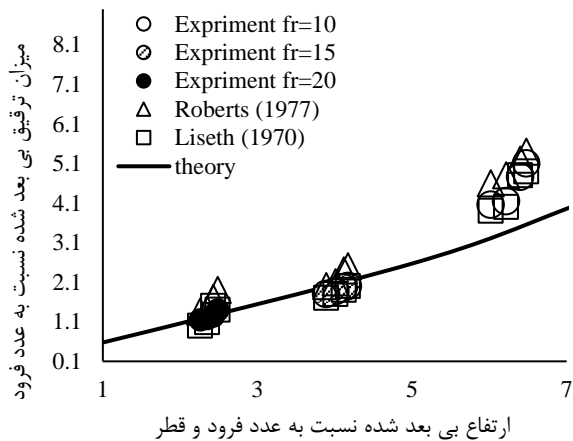 میزان ترقیق بی بعد شده نسبت به عدد فرود
8.1
7.1
6.1
5.1
4.1
3.1
2.1
1.1
0.1
Expriment fr=10
Expriment fr=15
Expriment fr=20
Roberts (1977)
Liseth (1970)
theory
1 3 5 7
ارتفاع بی بعد شده نسبت به عدد فرود و قطر